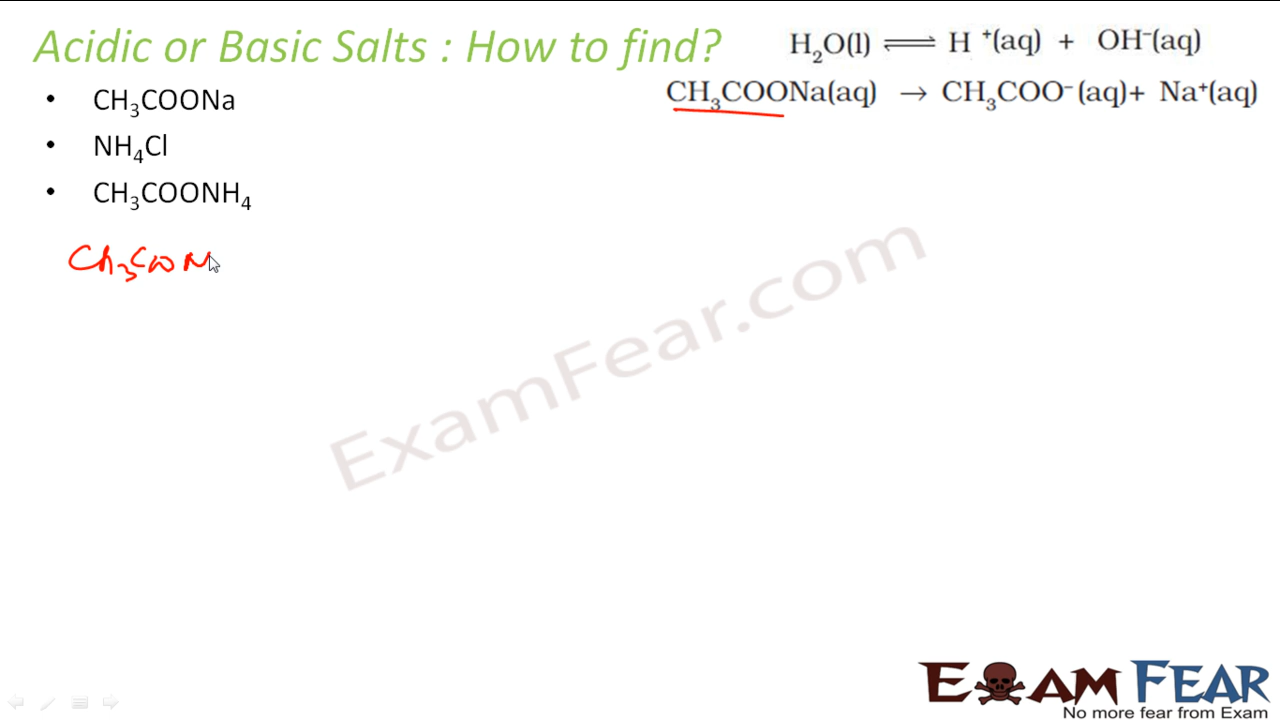 Acidic or Basic Salts : How to find?
H₂O(l) ⇌ H ⁺(aq) + OH⁻(aq)
CH₃COONa(aq) → CH₃COO⁻ (aq)+ Na⁺(aq)
• CH₃COONa
• NH₄Cl
• CH₃COONH₄
CH₃COON
ExamFear.com
EXAM FEAR
No more fear from Exam